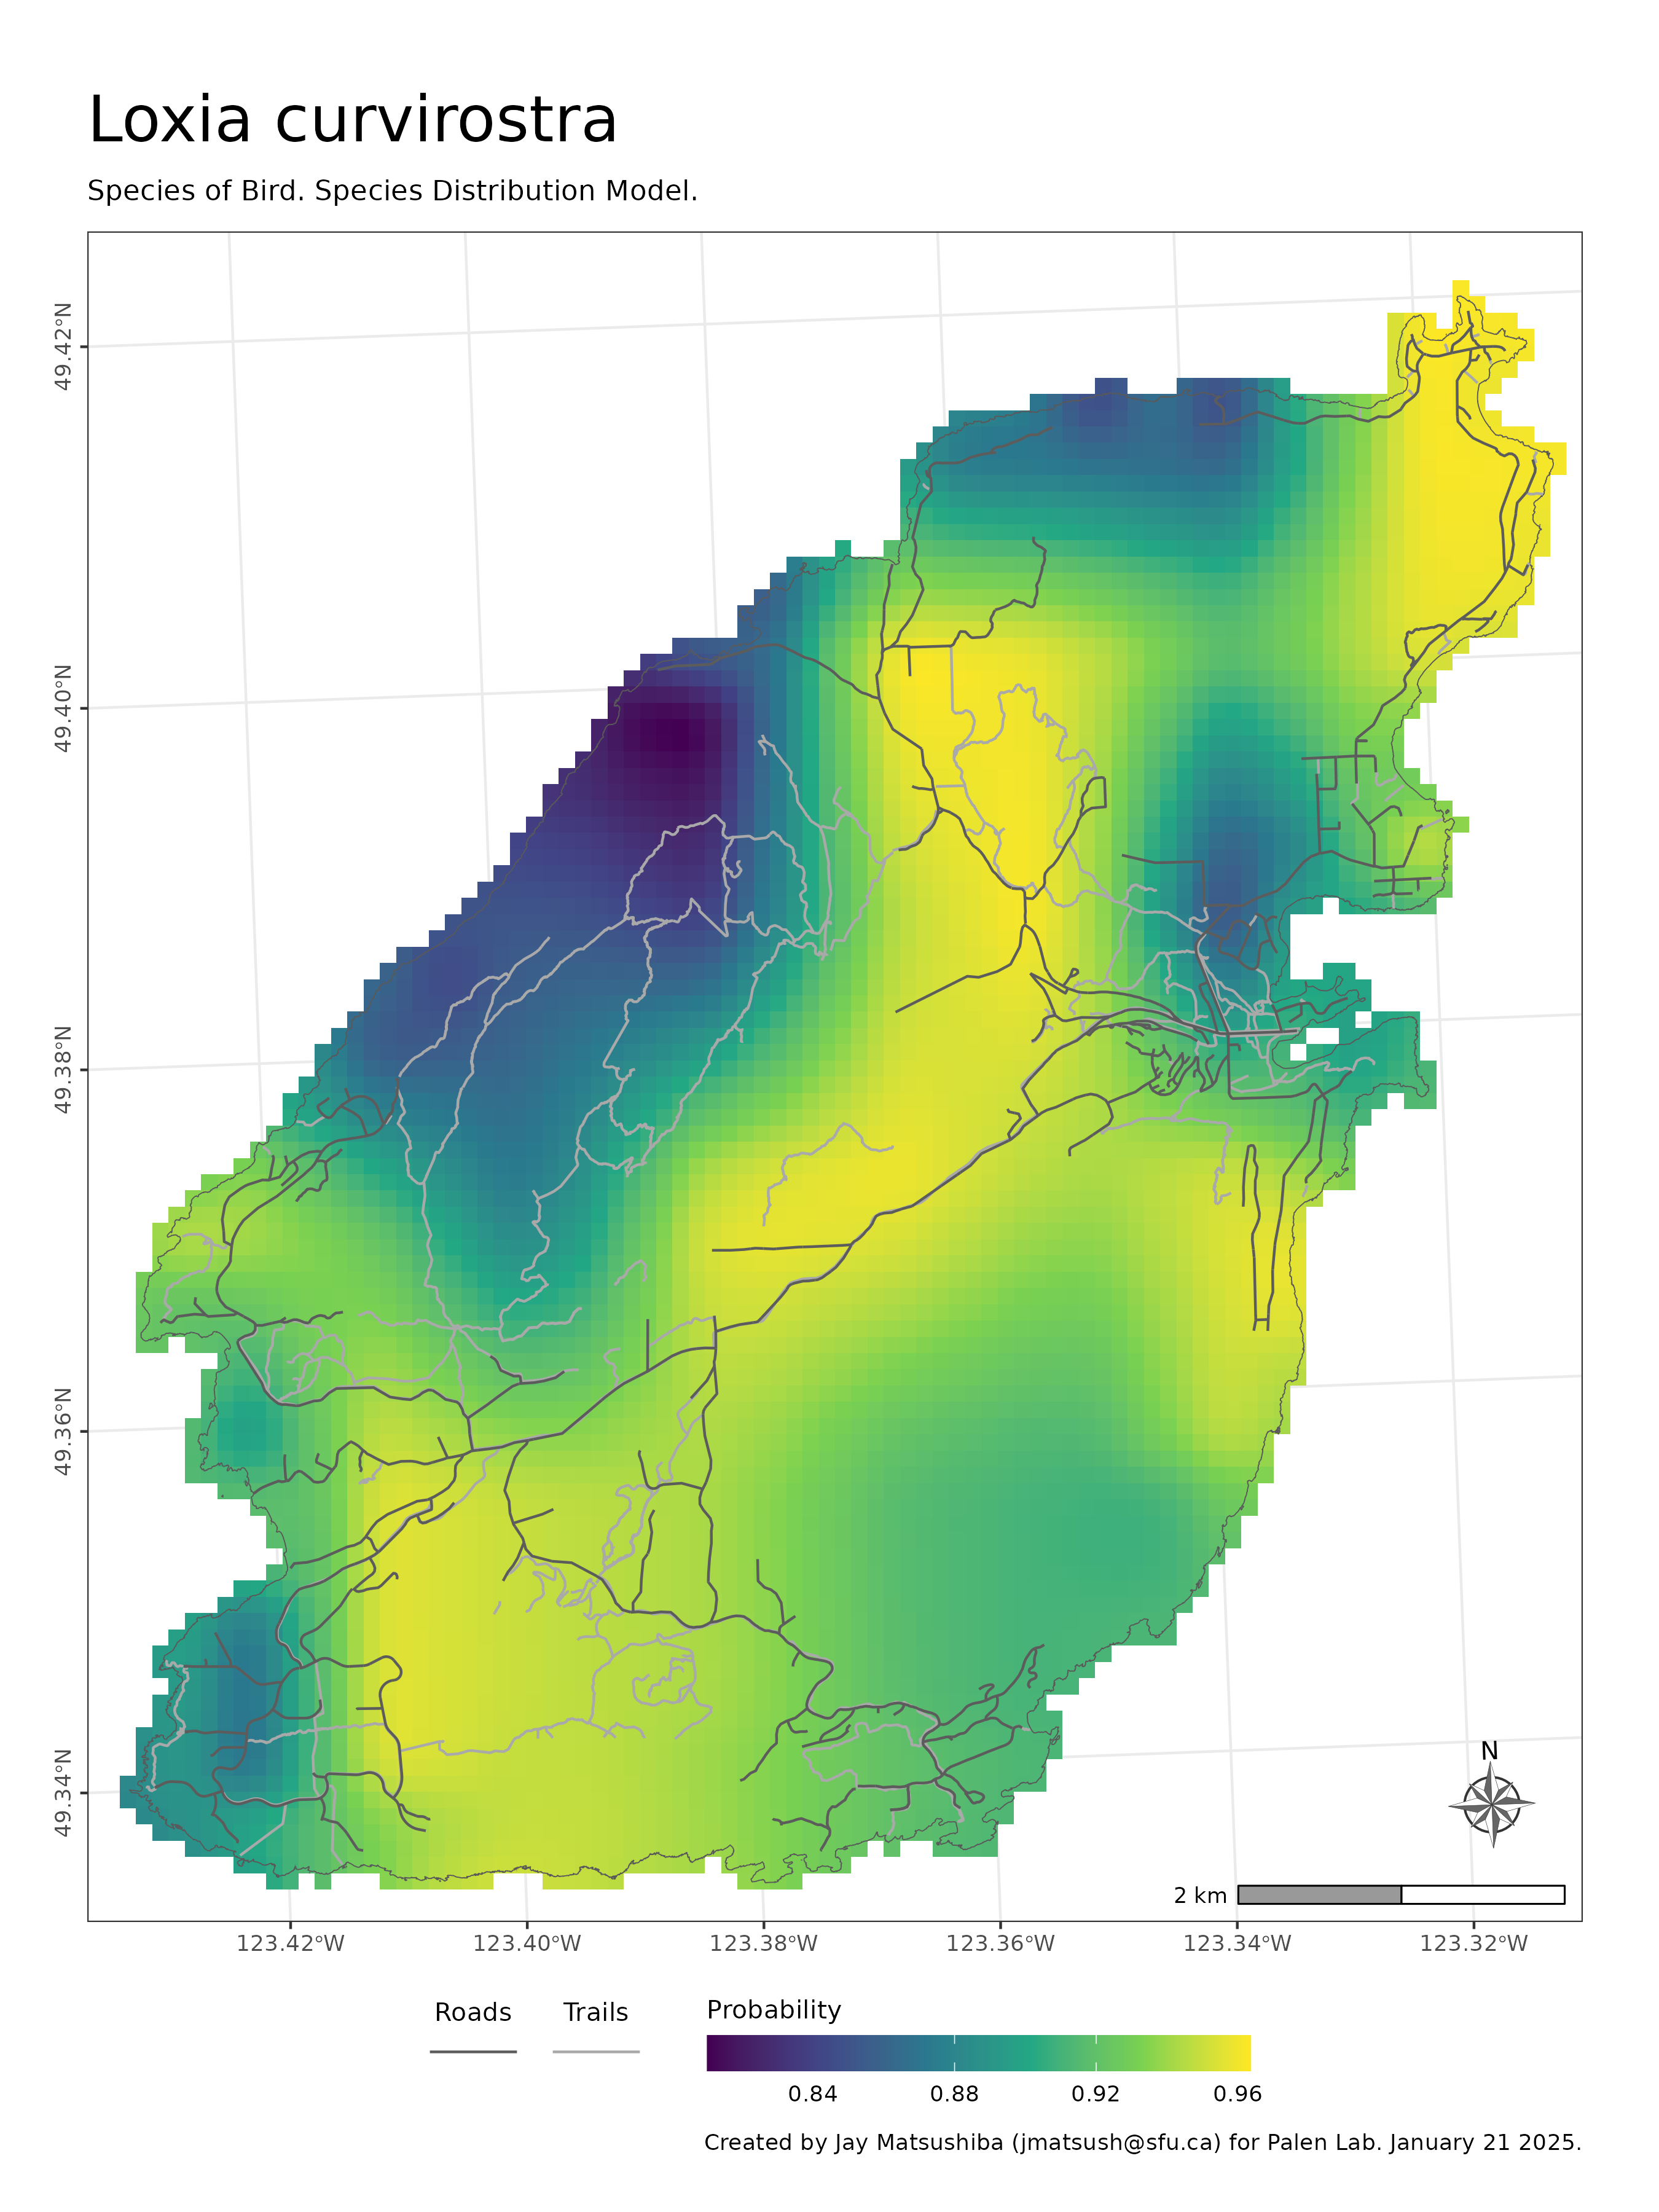 Loxia curvirostra
Species of Bird. Species Distribution Model.
49.42°N
49.40°N
49.38°N
49.36°N
49.34°N
N
2 km
123.42°W 123.40°W 123.38°W 123.36°W 123.34°W 123.32°W
Roads Trails Probability
0.84 0.88 0.92 0.96
Created by Jay Matsushiba (jmatsush@sfu.ca) for Palen Lab. January 21 2025.